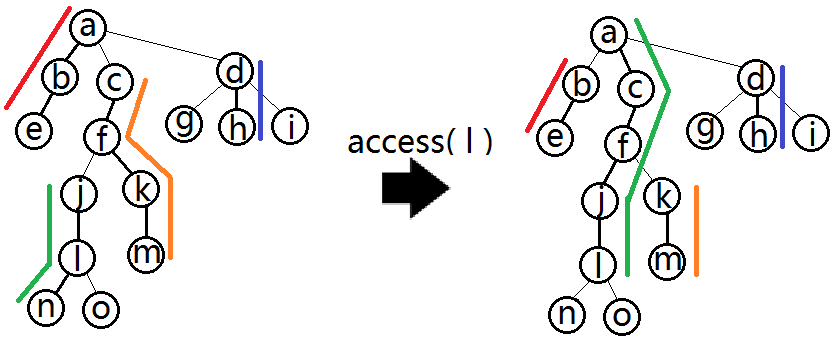 a
b c d
e f g h i
j k
l m
n o
access( l )
a
b c d
e f g h i
j k
l m
n o